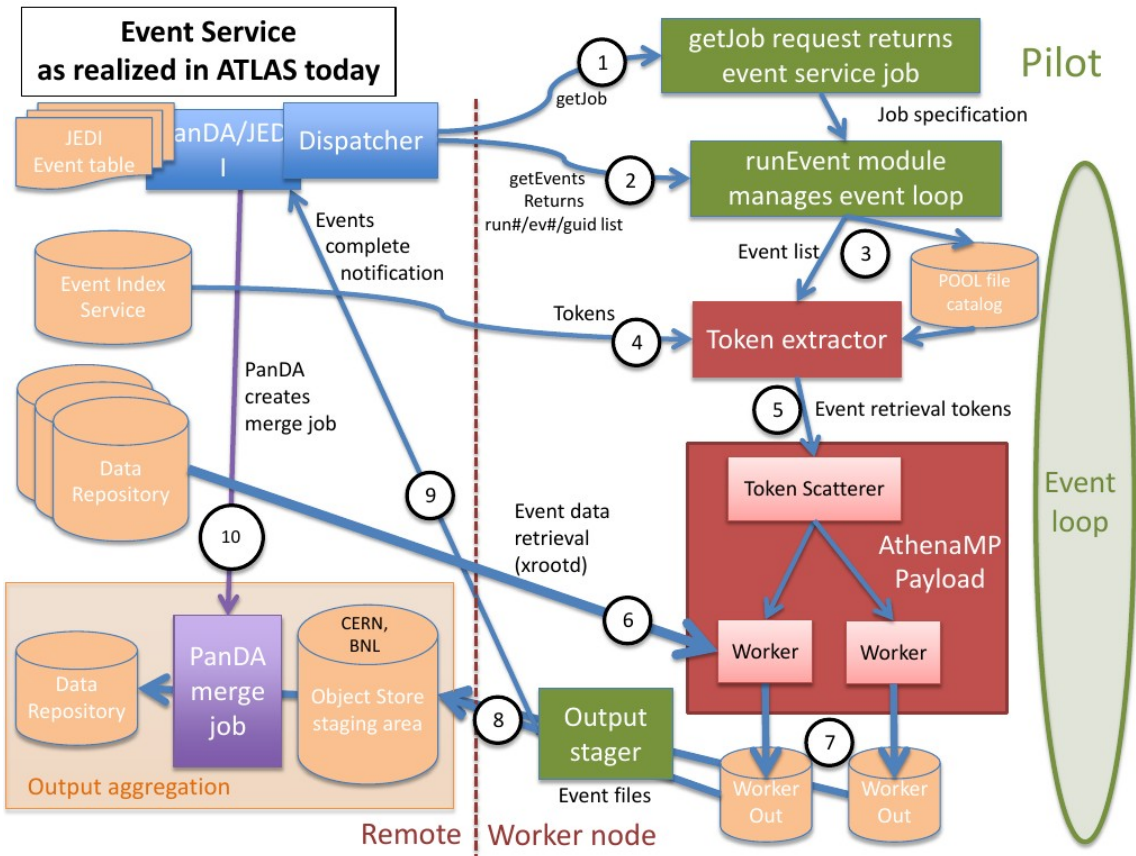 Event Service
as realized in ATLAS today
1
getJob
getJob request returns
event service job
Pilot
Job specification
JEDI
Event table
anDA/JED
I
Dispatcher
2
getEvents
Returns
run#/ev#/guid list
runEvent module
manages event loop
Events
complete
notification
Event list
3
POOL file
catalog
Event Index
Service
Tokens
4
Token extractor
PanDA
creates
merge job
5
Event retrieval tokens
Data
Repository
9
Token Scatterer
Event
loop
10
Event data
retrieval
(xrootd)
AthenaMP
Payload
6
Worker
Worker
CERN,
BNL
PanDA
merge
job
Data
Repository
Object Store
staging area
8
Output
stager
7
Output aggregation
Event files
Worker
Out
Worker
Out
Remote
Worker node